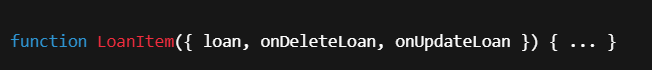 function LoanItem({ loan, onDeleteLoan, onUpdateLoan }) { ... }